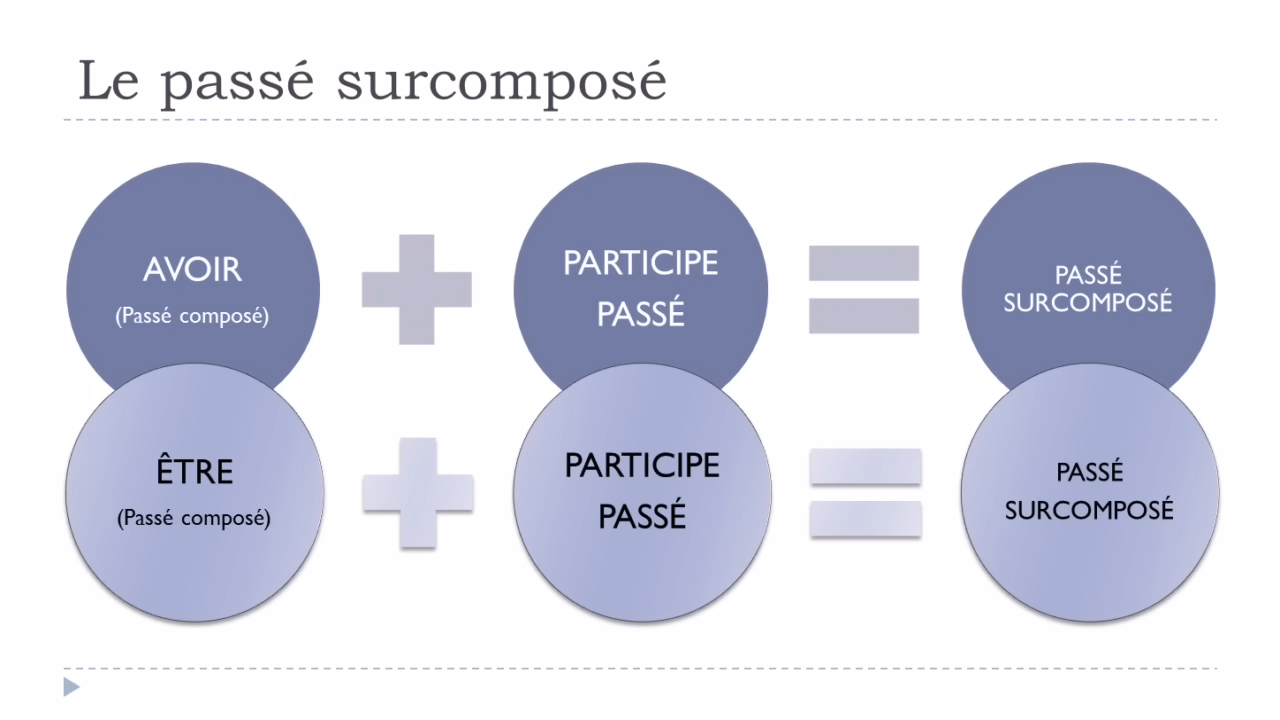 Le passé surcomposé
AVOIR
(Passé composé)
PARTICIPE
PASSÉ
PASSÉ
SURCOMPOSÉ
ÊTRE
(Passé composé)
PARTICIPE
PASSÉ
PASSÉ
SURCOMPOSÉ